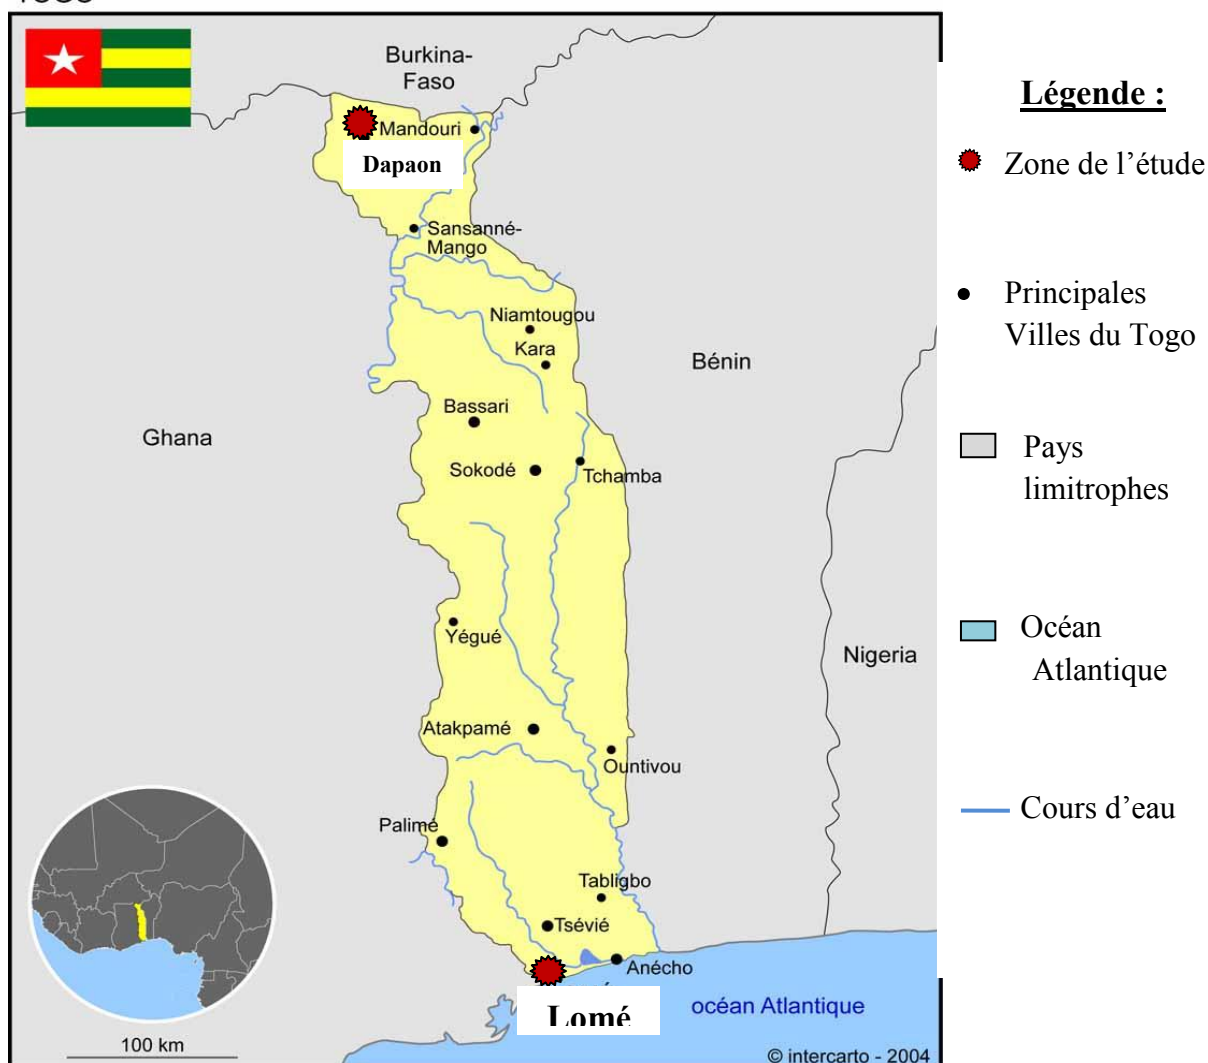 Burkina-
Faso
Mandouri
Dapaon
Sansanné-
Mango
Niamtougou
Kara
Bénin
Bassari
Ghana
Sokodé
Tchamba
Yégué
Nigeria
Atakpamé
Ountivou
Palimé
Tabligbo
Tsévié
Anécho
océan Atlantique
Lomé
100 km
© intercarto - 2004
Légende :
Zone de l’étude
Principales
Villes du Togo
Pays
limitrophes
Océan
Atlantique
Cours d’eau